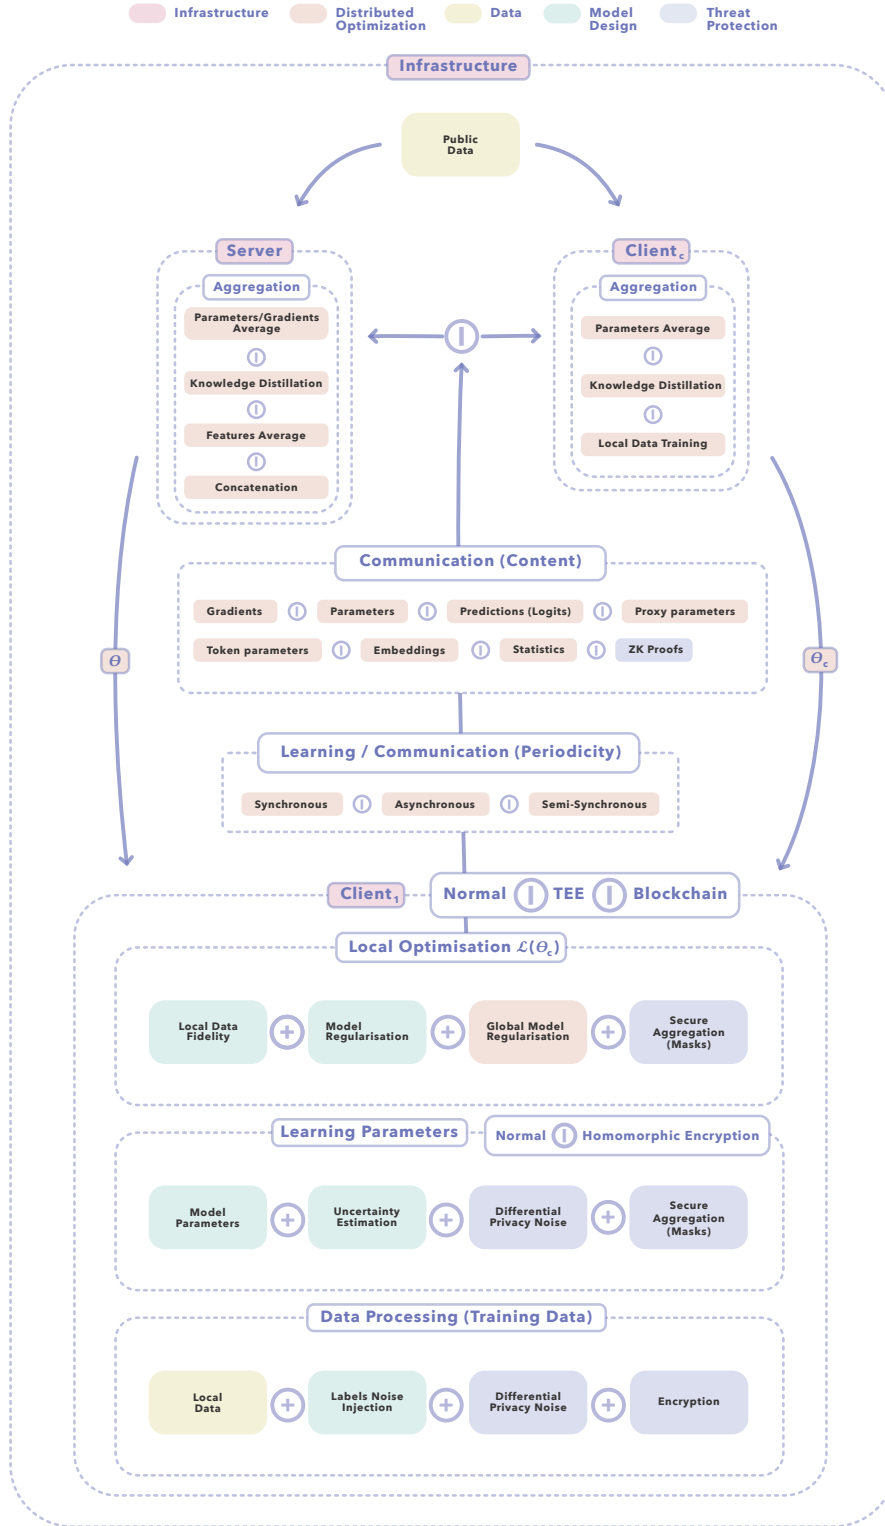 Infrastructure
Distributed
Optimization
Data
Model
Design
Threat
Protection
Infrastructure
Public
Data
Server
Aggregation
Parameters/Gradients
Average
Knowledge Distillation
Features Average
Concatenation
Client c
Aggregation
Parameters Average
Knowledge Distillation
Local Data Training
Communication (Content)
Gradients | Parameters | Predictions (Logits) | Proxy parameters
Token parameters | Embeddings | Statistics | ZK Proofs
ϴ
ϴc
Learning / Communication (Periodicity)
Synchronous | Asynchronous | Semi-Synchronous
Client 1
Normal | TEE | Blockchain
Local Optimisation ℒ(ϴc)
Local Data
Fidelity
+
Model
Regularisation
+
Global Model
Regularisation
+
Secure
Aggregation
(Masks)
Learning Parameters
Normal | Homomorphic Encryption
Model
Parameters
+
Uncertainty
Estimation
+
Differential
Privacy Noise
+
Secure
Aggregation
(Masks)
Data Processing (Training Data)
Local
Data
+
Labels Noise
Injection
+
Differential
Privacy Noise
+
Encryption